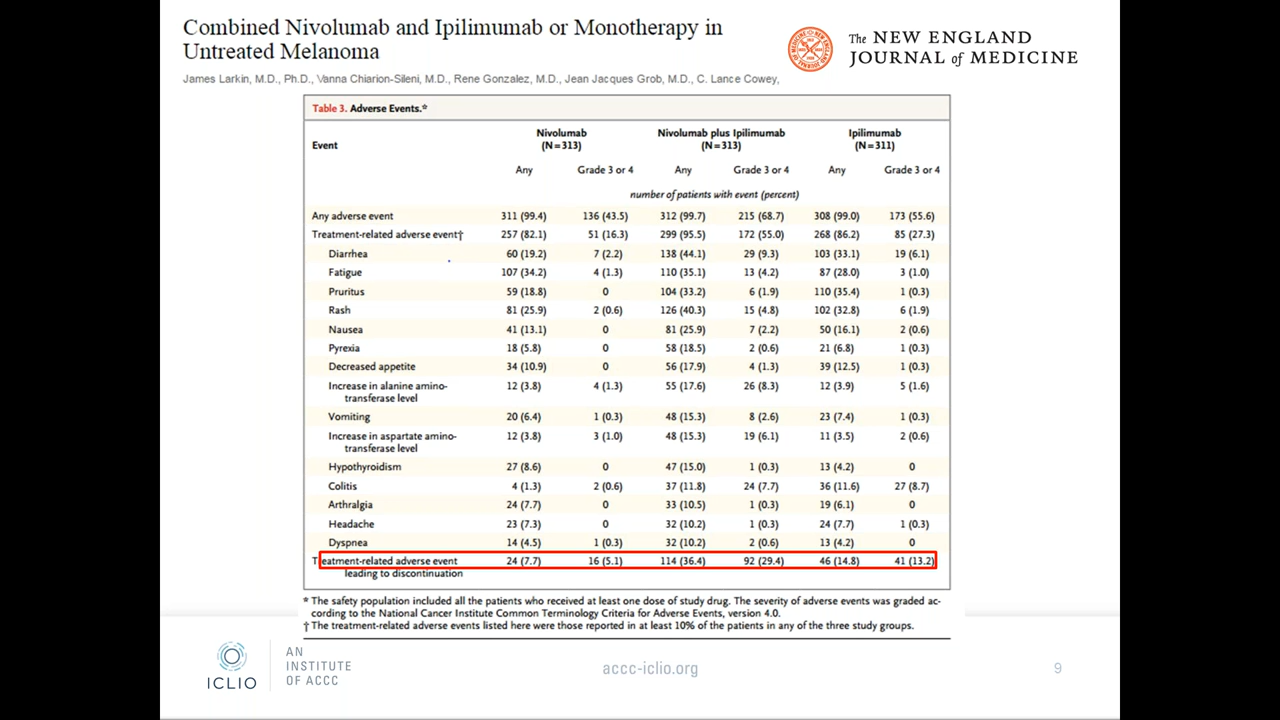 Combined Nivolumab and Ipilimumab or Monotherapy in
Untreated Melanoma
The NEW ENGLAND
JOURNAL of MEDICINE
James Larkin, M.D., Ph.D., Vanna Chiarion-Sileni, M.D., Rene Gonzalez, M.D., Jean Jacques Grob, M.D., C. Lance Cowey,
Table 3. Adverse Events.*
Event Nivolumab (N=313) Nivolumab plus Ipilimumab (N=313) Ipilimumab (N=311)
Any Grade 3 or 4 Any Grade 3 or 4 Any Grade 3 or 4
number of patients with event (percent)
Any adverse event 311 (99.4) 136 (43.5) 312 (99.7) 215 (68.7) 308 (99.0) 173 (55.6)
Treatment-related adverse event† 257 (82.1) 51 (16.3) 299 (95.5) 172 (55.0) 268 (86.2) 85 (27.3)
Diarrhea 60 (19.2) 7 (2.2) 138 (44.1) 29 (9.3) 103 (33.1) 19 (6.1)
Fatigue 107 (34.2) 4 (1.3) 110 (35.1) 13 (4.2) 87 (28.0) 3 (1.0)
Pruritus 59 (18.8) 0 104 (33.2) 6 (1.9) 110 (35.4) 1 (0.3)
Rash 81 (25.9) 2 (0.6) 126 (40.3) 15 (4.8) 102 (32.8) 6 (1.9)
Nausea 41 (13.1) 0 81 (25.9) 7 (2.2) 50 (16.1) 2 (0.6)
Pyrexia 18 (5.8) 0 58 (18.5) 2 (0.6) 21 (6.8) 1 (0.3)
Decreased appetite 34 (10.9) 0 56 (17.9) 4 (1.3) 39 (12.5) 1 (0.3)
Increase in alanine amino- 12 (3.8) 4 (1.3) 55 (17.6) 26 (8.3) 12 (3.9) 5 (1.6)
transferase level
Vomiting 20 (6.4) 1 (0.3) 48 (15.3) 8 (2.6) 23 (7.4) 1 (0.3)
Increase in aspartate amino- 12 (3.8) 3 (1.0) 48 (15.3) 19 (6.1) 11 (3.5) 2 (0.6)
transferase level
Hypothyroidism 27 (8.6) 0 47 (15.0) 1 (0.3) 13 (4.2) 0
Colitis 4 (1.3) 2 (0.6) 37 (11.8) 24 (7.7) 36 (11.6) 27 (8.7)
Arthralgia 24 (7.7) 0 33 (10.5) 1 (0.3) 19 (6.1) 0
Headache 23 (7.3) 0 32 (10.2) 1 (0.3) 24 (7.7) 1 (0.3)
Dyspnea 14 (4.5) 1 (0.3) 32 (10.2) 2 (0.6) 13 (4.2) 0
Treatment-related adverse event 24 (7.7) 16 (5.1) 114 (36.4) 92 (29.4) 46 (14.8) 41 (13.2)
leading to discontinuation
* The safety population included all the patients who received at least one dose of study drug. The severity of adverse events was graded ac-
cording to the National Cancer Institute Common Terminology Criteria for Adverse Events, version 4.0.
† The treatment-related adverse events listed here were those reported in at least 10% of the patients in any of the three study groups.
ICLIO
AN
INSTITUTE
OF ACCC
accc-iclio.org
9